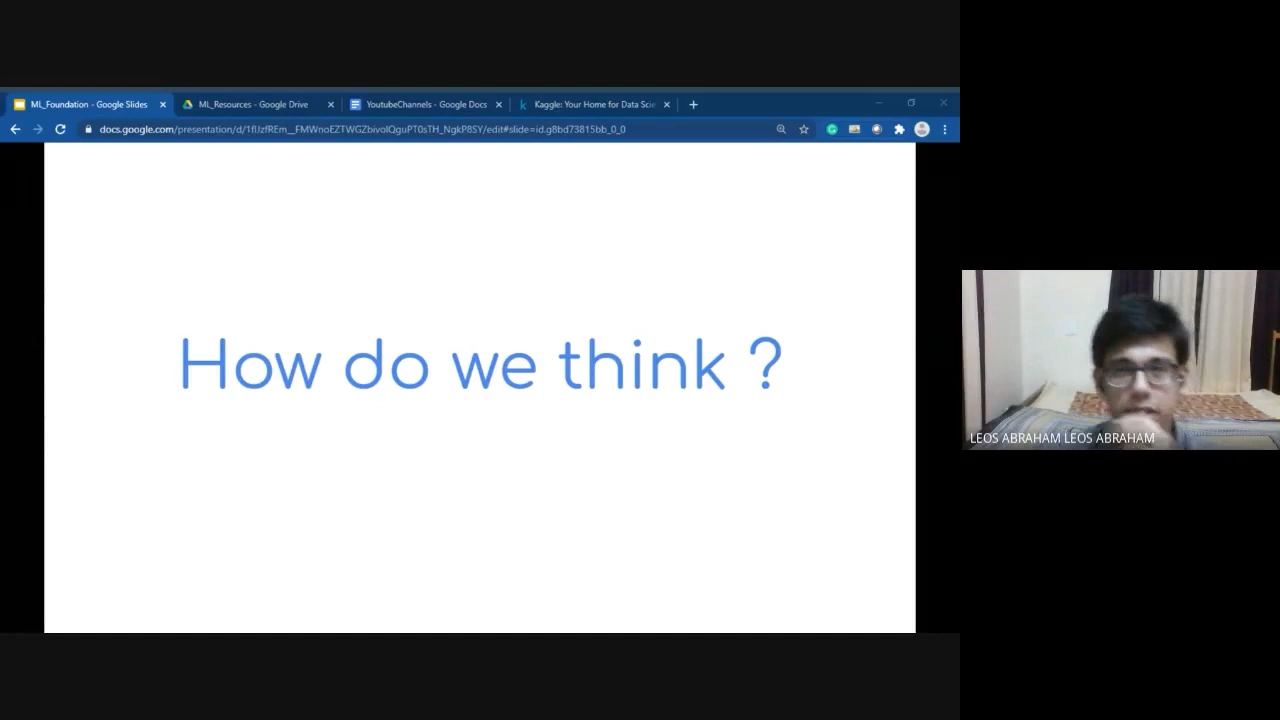 ML_Foundation - Google Slides
ML_Resources - Google Drive
YoutubeChannels - Google Docs
Kaggle: Your Home for Data Scie
How do we think ?
LEOS ABRAHAM LEOS ABRAHAM